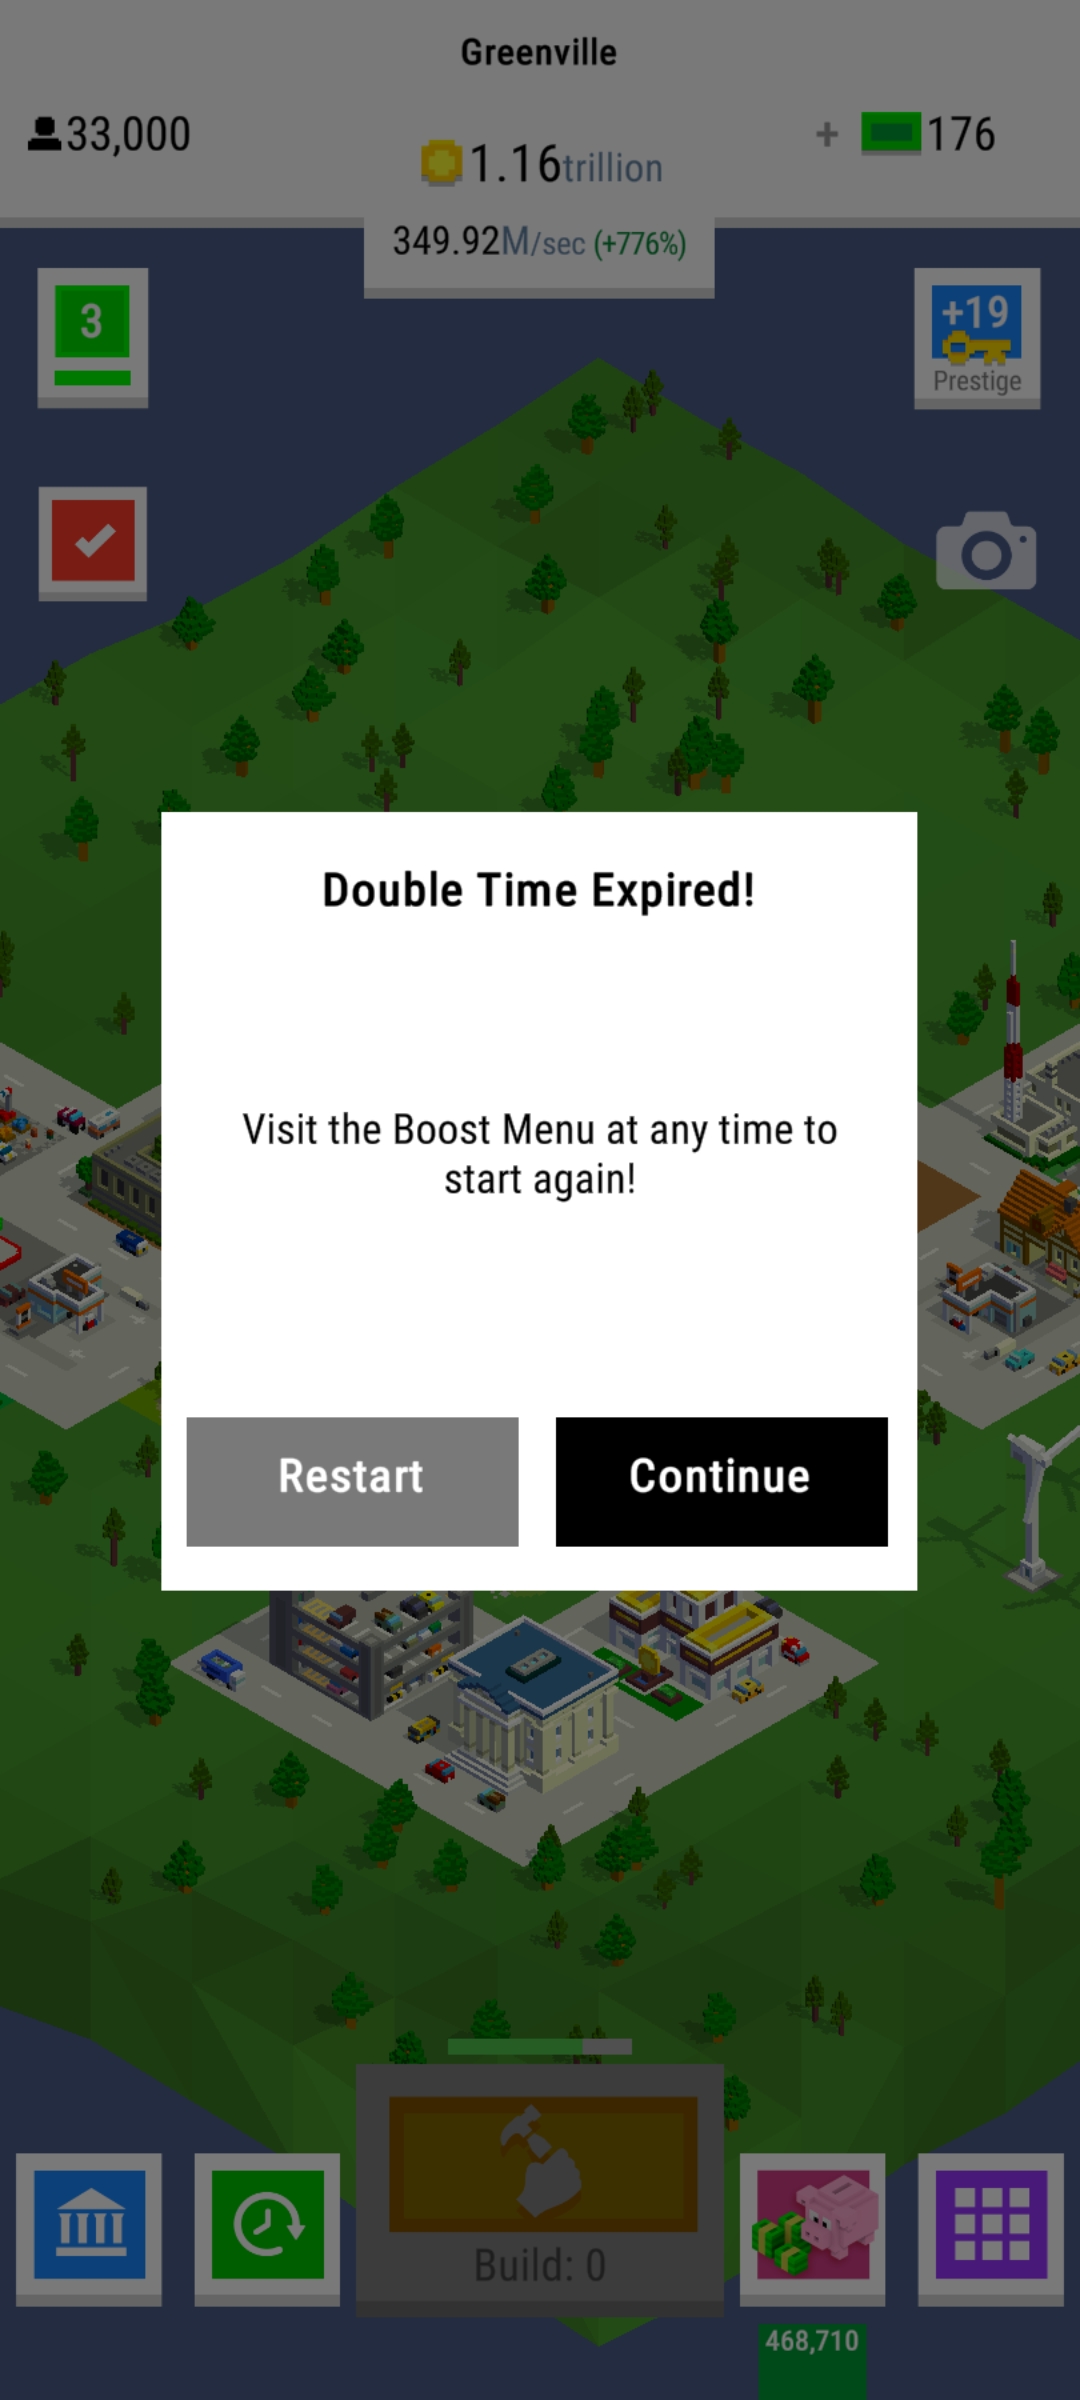 Greenville
33,000
1.16trillion
+ 176
349.92M/sec (+776%)
3
+19
Prestige
Double Time Expired!
Visit the Boost Menu at any time to
start again!
Restart
Continue
Build: 0
468,710